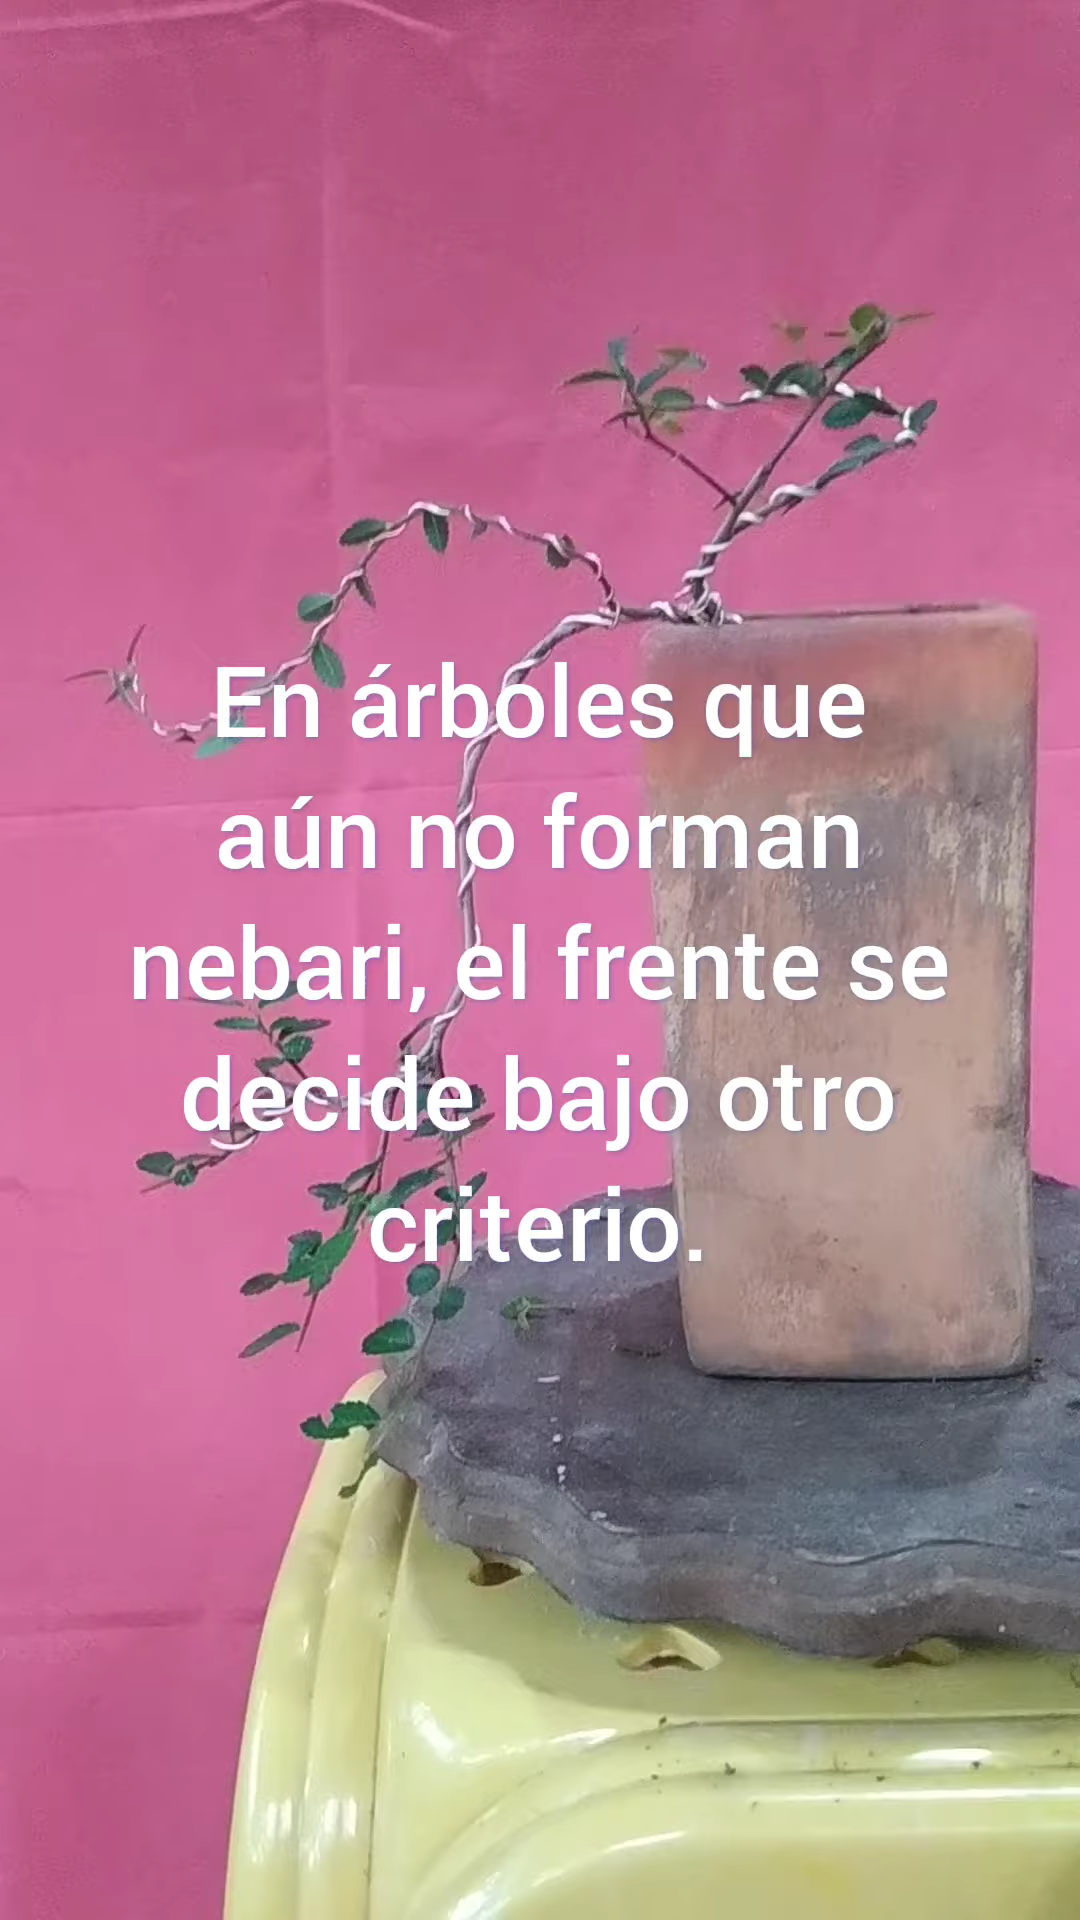 En árboles que
aún no forman
nebari, el frente se
decide bajo otro
criterio.